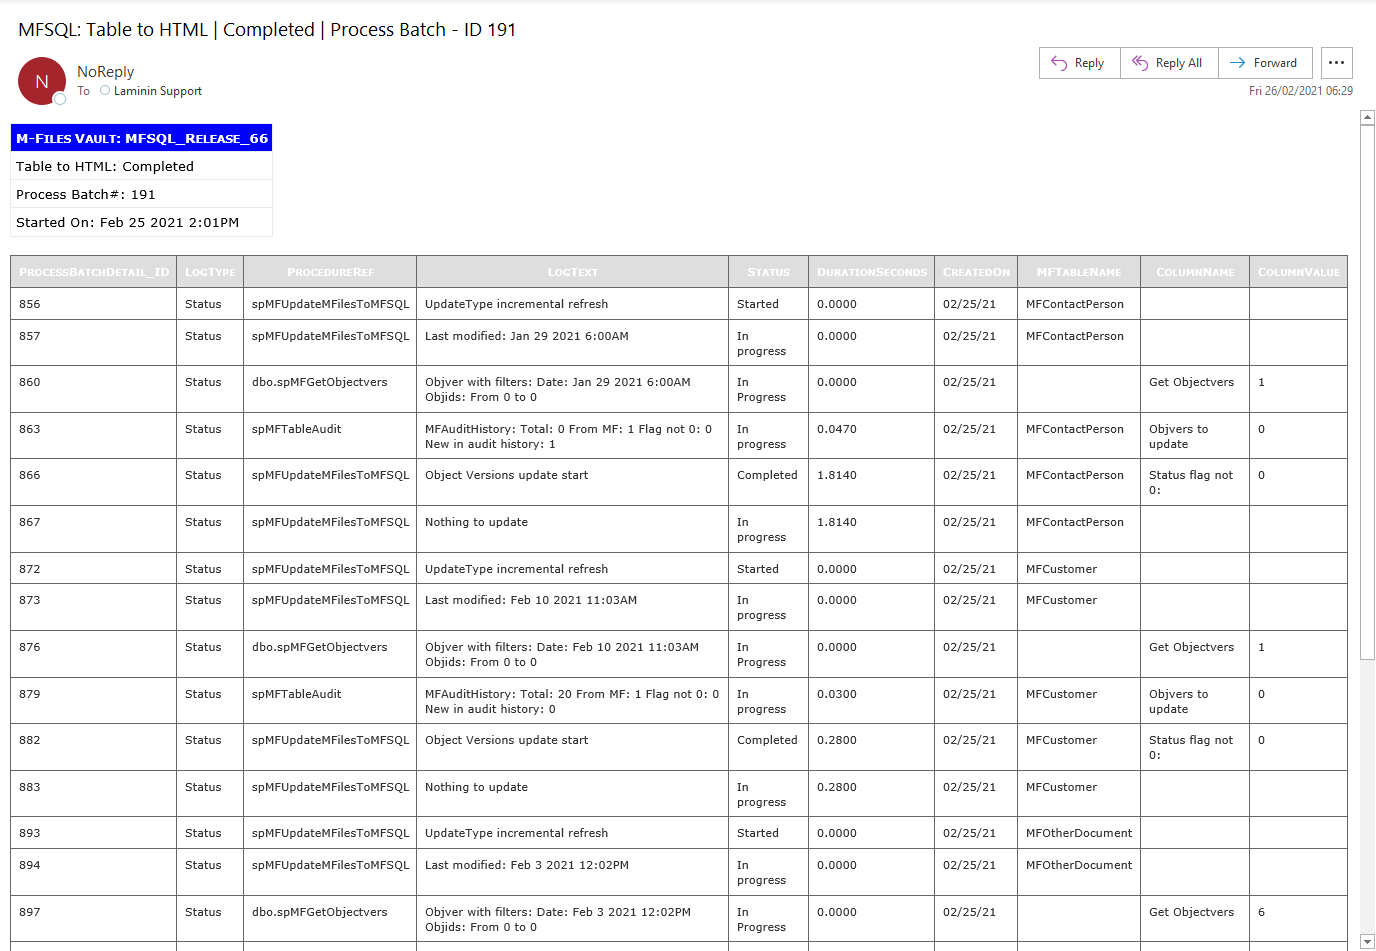 MFSQL: Table to HTML | Completed | Process Batch - ID 191
N
NoReply
To Laminin Support
Reply Reply All Forward ...
Fri 26/02/2021 06:29
M-Files Vault: MFSQL_Release_66
Table to HTML: Completed
Process Batch#: 191
Started On: Feb 25 2021 2:01PM
ProcessBatchDetail_ID LogType ProcedureRef LogText Status DurationSeconds CreatedOn MFTableName ColumnName ColumnValue
856 Status spMFUpdateMFilesToMFSQL UpdateType incremental refresh Started 0.0000 02/25/21 MFContactPerson
857 Status spMFUpdateMFilesToMFSQL Last modified: Jan 29 2021 6:00AM In 0.0000 02/25/21 MFContactPerson
progress
860 Status dbo.spMFGetObjectvers Objver with filters: Date: Jan 29 2021 6:00AM In 0.0000 02/25/21 Get Objectvers 1
Objids: From 0 to 0 Progress
863 Status spMFTableAudit MFAuditHistory: Total: 0 From MF: 1 Flag not 0: 0 In 0.0470 02/25/21 MFContactPerson Objvers to 0
New in audit history: 1 progress update
866 Status spMFUpdateMFilesToMFSQL Object Versions update start Completed 1.8140 02/25/21 MFContactPerson Status flag not 0
0:
867 Status spMFUpdateMFilesToMFSQL Nothing to update In 1.8140 02/25/21 MFContactPerson
progress
872 Status spMFUpdateMFilesToMFSQL UpdateType incremental refresh Started 0.0000 02/25/21 MFCustomer
873 Status spMFUpdateMFilesToMFSQL Last modified: Feb 10 2021 11:03AM In 0.0000 02/25/21 MFCustomer
progress
876 Status dbo.spMFGetObjectvers Objver with filters: Date: Feb 10 2021 11:03AM In 0.0000 02/25/21 Get Objectvers 1
Objids: From 0 to 0 Progress
879 Status spMFTableAudit MFAuditHistory: Total: 20 From MF: 1 Flag not 0: 0 In 0.0300 02/25/21 MFCustomer Objvers to 0
New in audit history: 0 progress update
882 Status spMFUpdateMFilesToMFSQL Object Versions update start Completed 0.2800 02/25/21 MFCustomer Status flag not 0
0:
883 Status spMFUpdateMFilesToMFSQL Nothing to update In 0.2800 02/25/21 MFCustomer
progress
893 Status spMFUpdateMFilesToMFSQL UpdateType incremental refresh Started 0.0000 02/25/21 MFOtherDocument
894 Status spMFUpdateMFilesToMFSQL Last modified: Feb 3 2021 12:02PM In 0.0000 02/25/21 MFOtherDocument
progress
897 Status dbo.spMFGetObjectvers Objver with filters: Date: Feb 3 2021 12:02PM In 0.0000 02/25/21 Get Objectvers 6
Objids: From 0 to 0 Progress